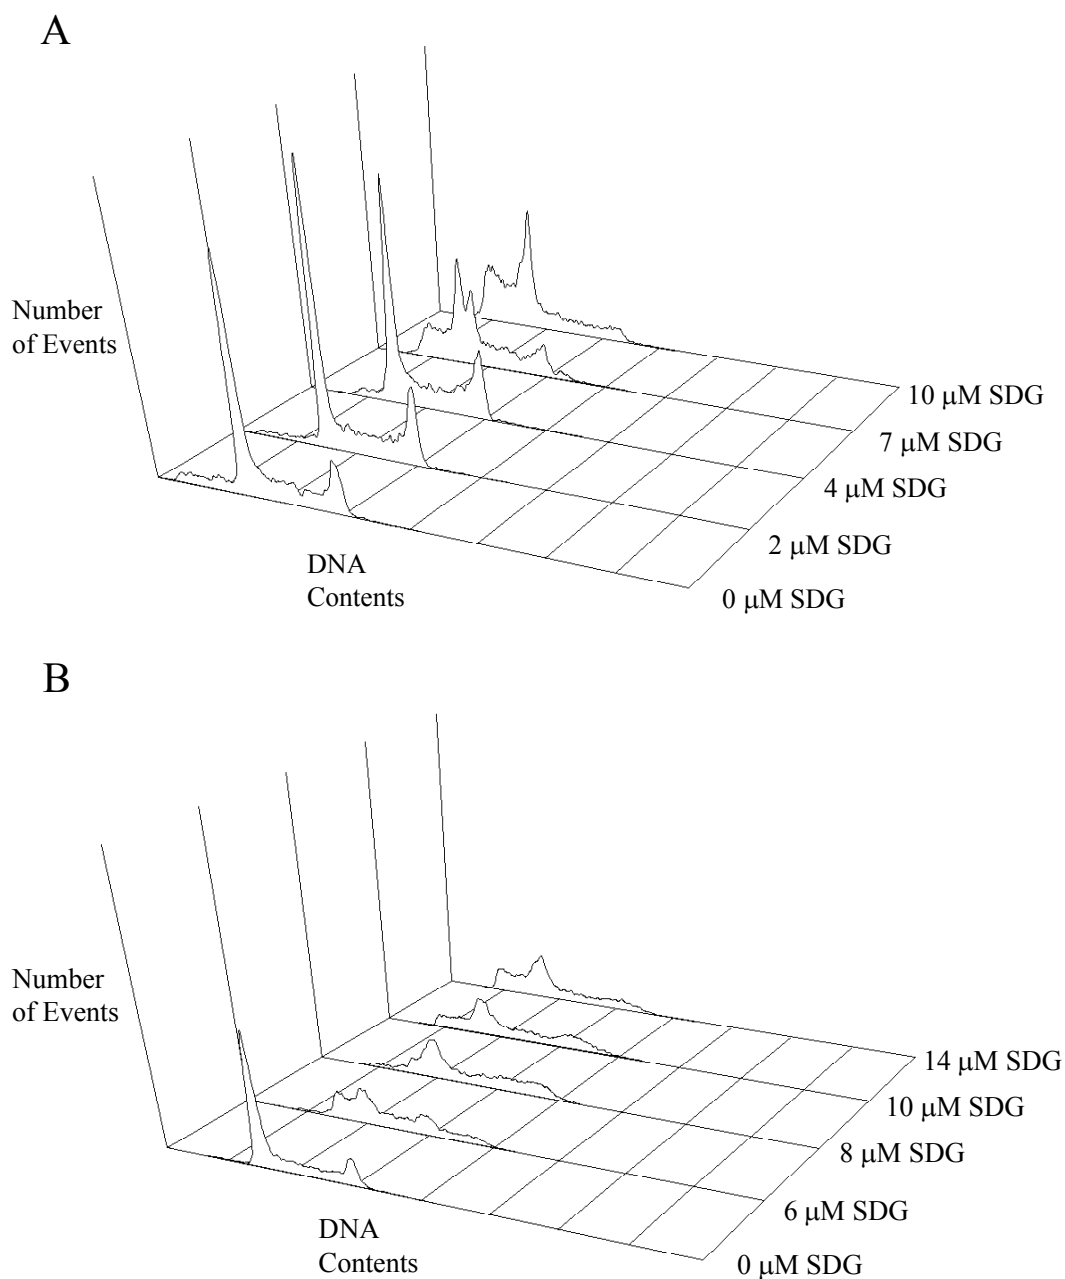 A
Number
of Events
10 μM SDG
7 μM SDG
4 μM SDG
2 μM SDG
DNA
Contents
0 μM SDG
B
Number
of Events
14 μM SDG
10 μM SDG
8 μM SDG
6 μM SDG
DNA
Contents
0 μM SDG